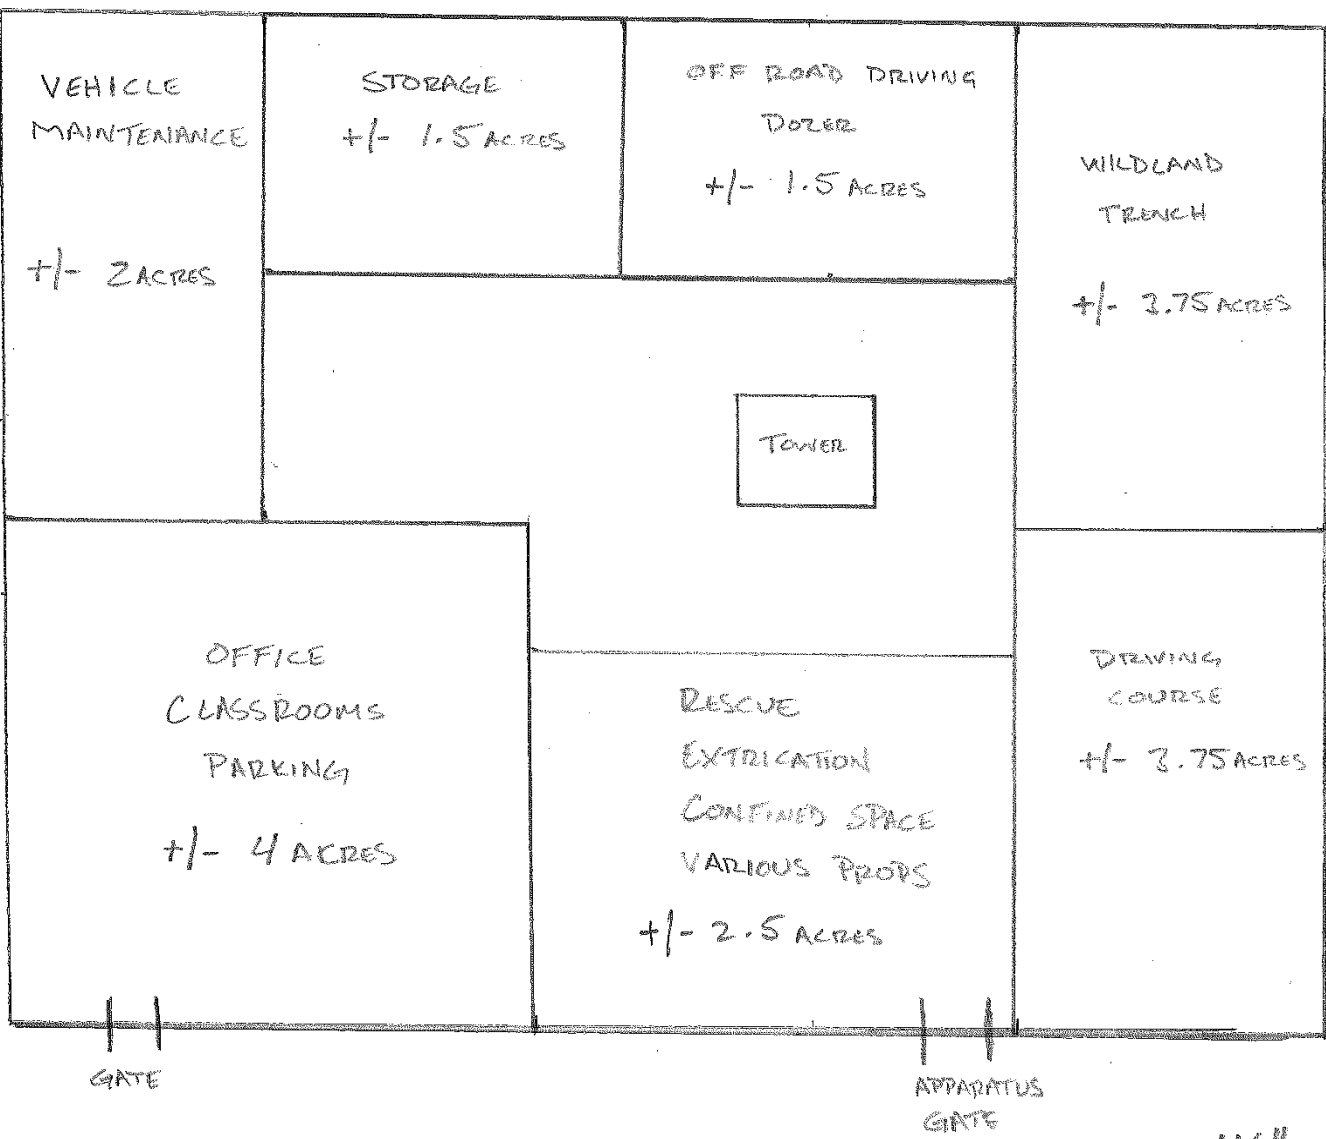 VEHICLE
MAINTENANCE
+/- 2 ACRES
STORAGE
+/- 1.5 ACRES
OFF ROAD DRIVING
DOZER
+/- 1.5 ACRES
WILDLAND
TRENCH
+/- 3.75 ACRES
TOWER
OFFICE
CLASSROOMS
PARKING
+/- 4 ACRES
RESCUE
EXTRICATION
CONFINED SPACE
VARIOUS PROPS
+/- 2.5 ACRES
DRIVING
COURSE
+/- 3.75 ACRES
GATE
APPARATUS
GATE